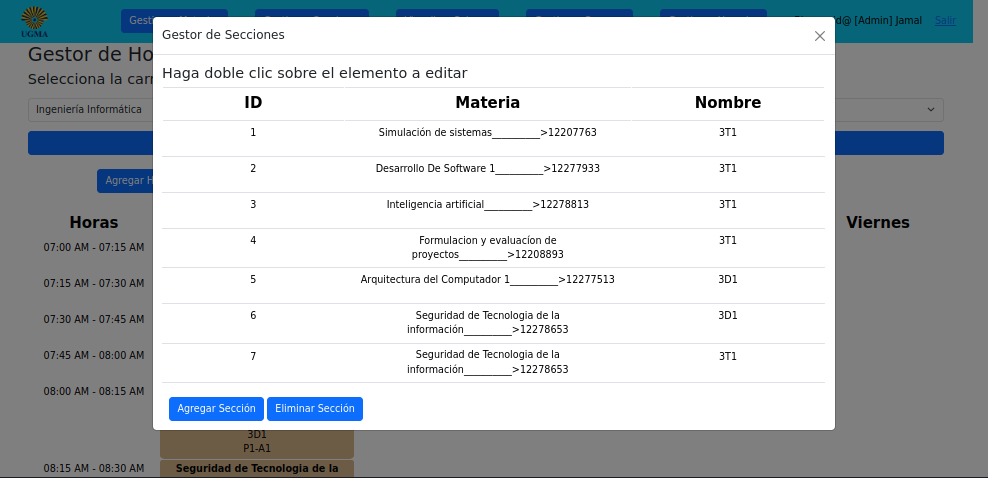 UGMA
[Admin] Jamal
Salir
Gestor de Secciones
Gestor de Ho
Selecciona la carr
Haga doble clic sobre el elemento a editar
Ingeniería Informática
ID Materia Nombre
1 Simulación de sistemas_________>12207763 3T1
2 Desarrollo De Software 1_________>12277933 3T1
3 Inteligencia artificial_________>12278813 3T1
4 Formulacion y evaluacíon de
proyectos_________>12208893 3T1
5 Arquitectura del Computador 1_________>12277513 3D1
6 Seguridad de Tecnologia de la
información_________>12278653 3D1
7 Seguridad de Tecnologia de la
información_________>12278653 3T1
Agregar Sección Eliminar Sección
Agregar H
Horas Viernes
07:00 AM - 07:15 AM
07:15 AM - 07:30 AM
07:30 AM - 07:45 AM
07:45 AM - 08:00 AM
08:00 AM - 08:15 AM
3D1
P1-A1
08:15 AM - 08:30 AM Seguridad de Tecnologia de la